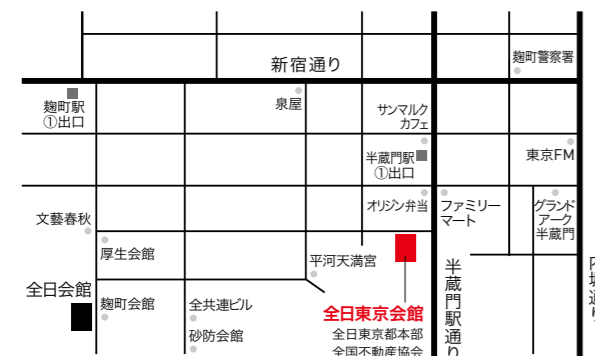 新宿通り
麹町警察署
麹町駅
①出口
泉屋
サンマルク
カフェ
半蔵門駅
①出口
東京FM
オリジン弁当
ファミリー
マート
グランド
アーク
半蔵門
文藝春秋
厚生会館
平河天満宮
半蔵門駅通り
全日会館
麹町会館
全共連ビル
砂防会館
全日東京会館
全日東京都本部
全国不動産協会